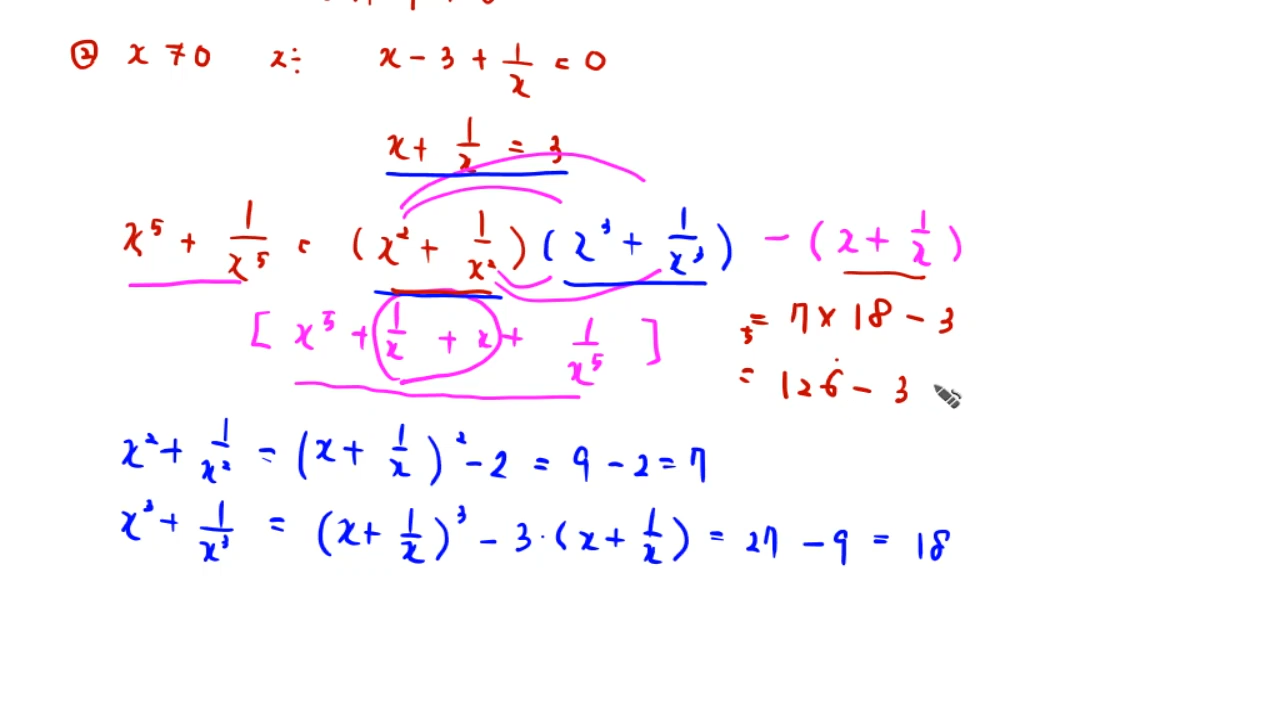 ② x ≠ 0 x÷ x - 3 + 1/x = 0
x + 1/x = 3
x⁵ + 1/x⁵ = (x² + 1/x²)(x³ + 1/x³) - (x + 1/x)
[ x⁵ + 1/x + x + 1/x⁵ ] = 7 × 18 - 3
= 126 - 3
x² + 1/x² = (x + 1/x)² - 2 = 9 - 2 = 7
x³ + 1/x³ = (x + 1/x)³ - 3·(x + 1/x) = 27 - 9 = 18